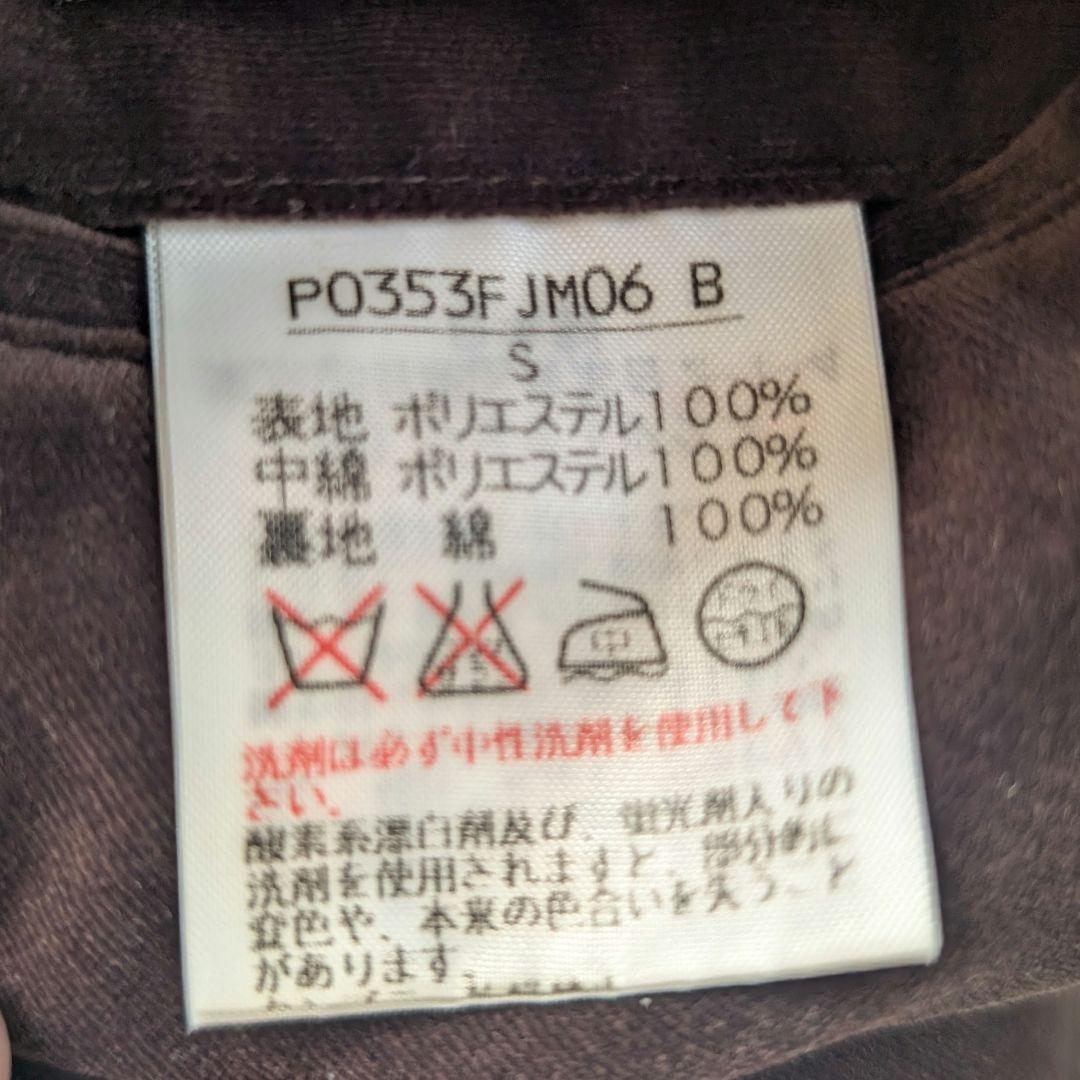 P0353FJM06 B
S
表地 ポリエステル100%
中綿 ポリエステル100%
裏地 綿 100%
中
洗剤は必ず中性洗剤を使用して下
さい。
酸素系漂白剤及び、蛍光剤入りの
洗剤を使用されますと、部分的に
変色や、本来の色合いを失うこと
があります